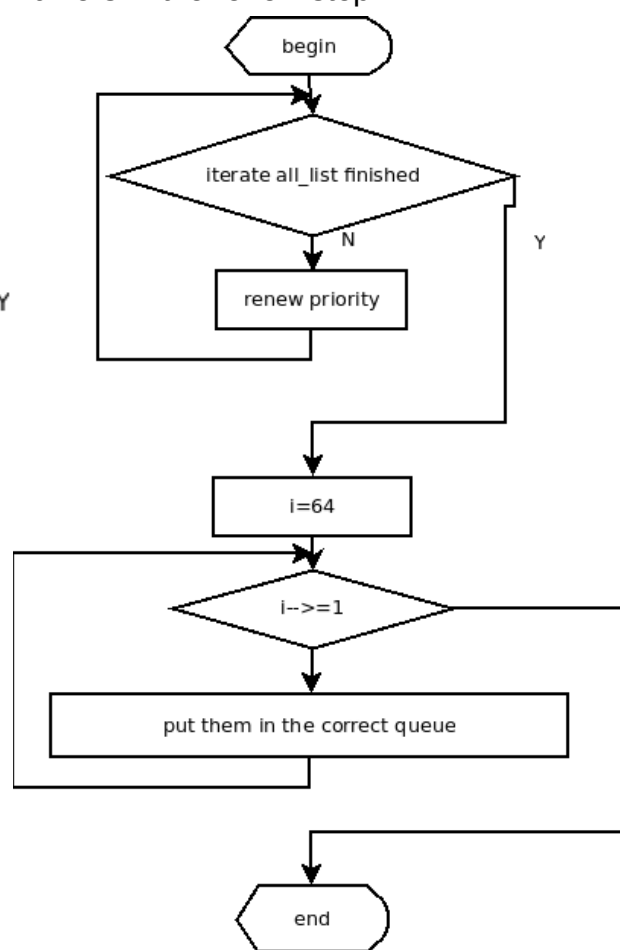 begin
iterate all_list finished
N
Y
Y
renew priority
i=64
i-->=1
put them in the correct queue
end